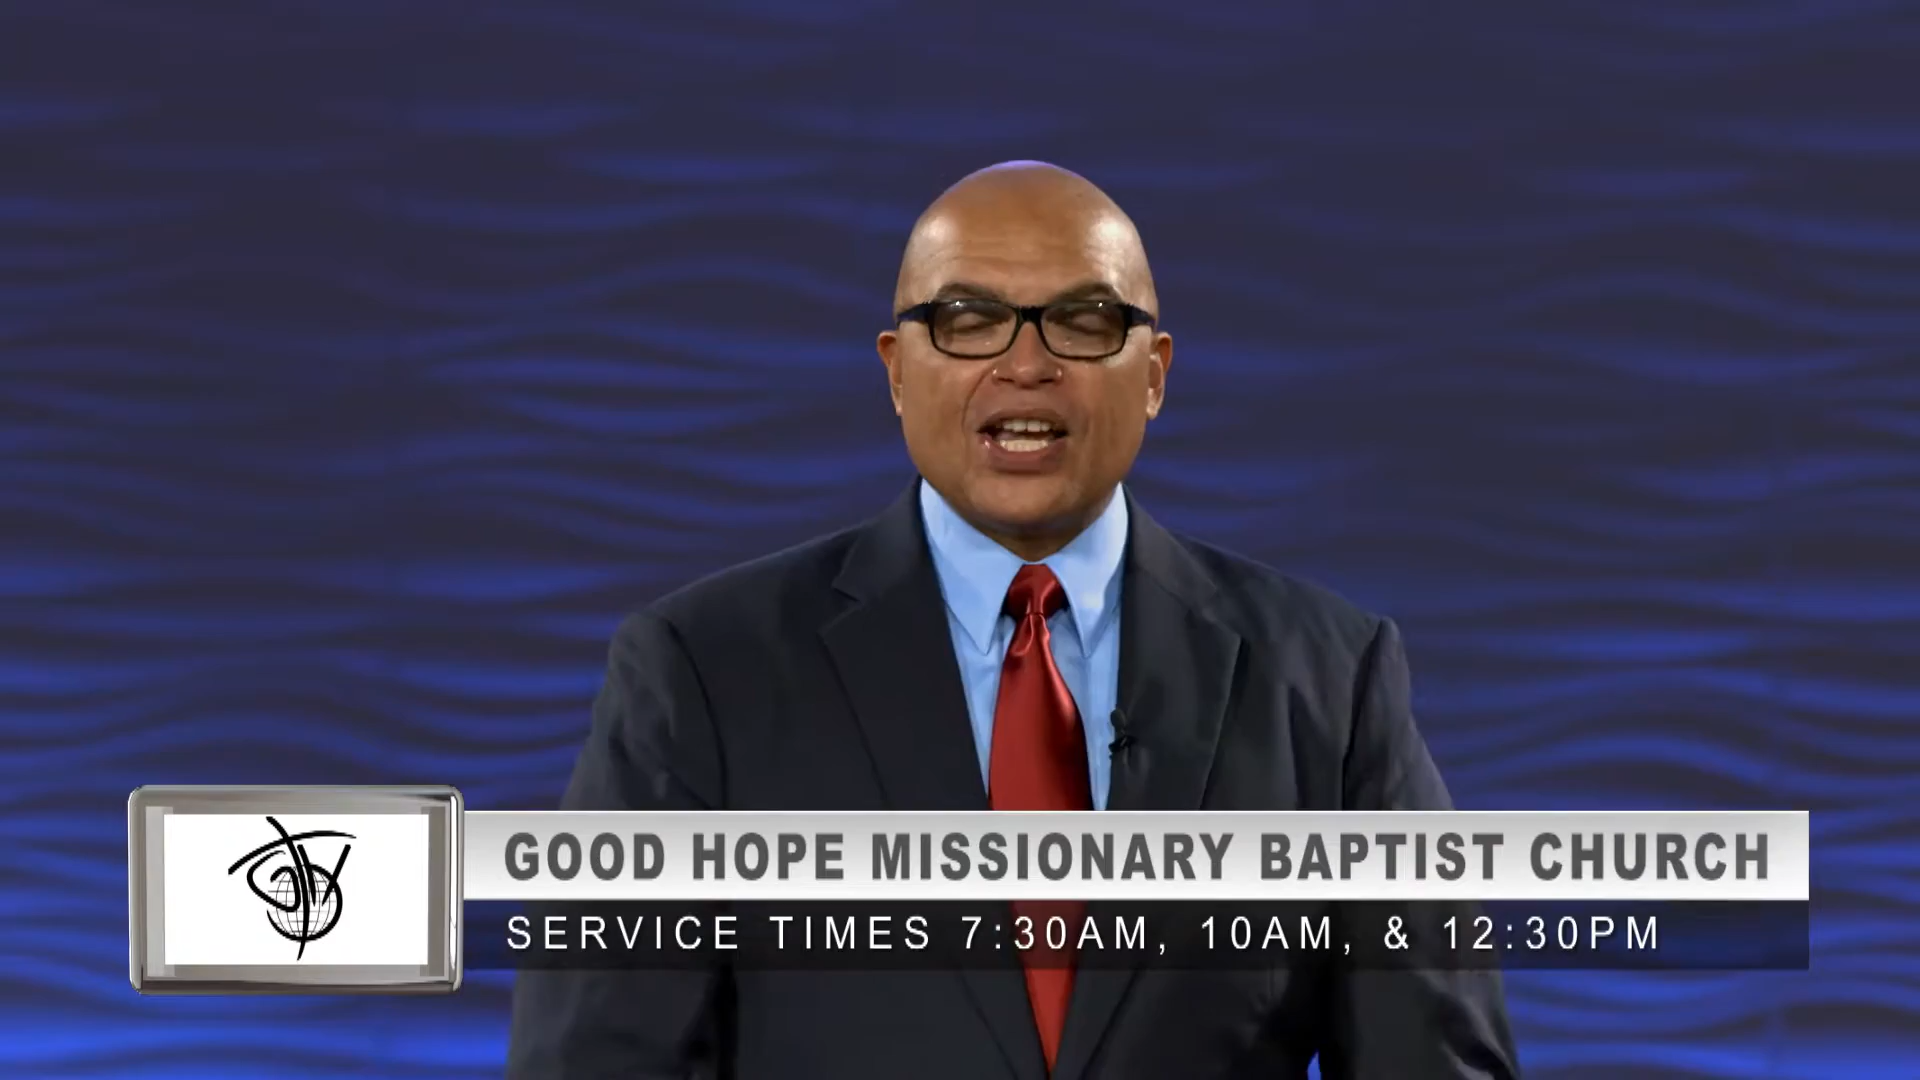 GOOD HOPE MISSIONARY BAPTIST CHURCH
SERVICE TIMES 7:30AM, 10AM, & 12:30PM